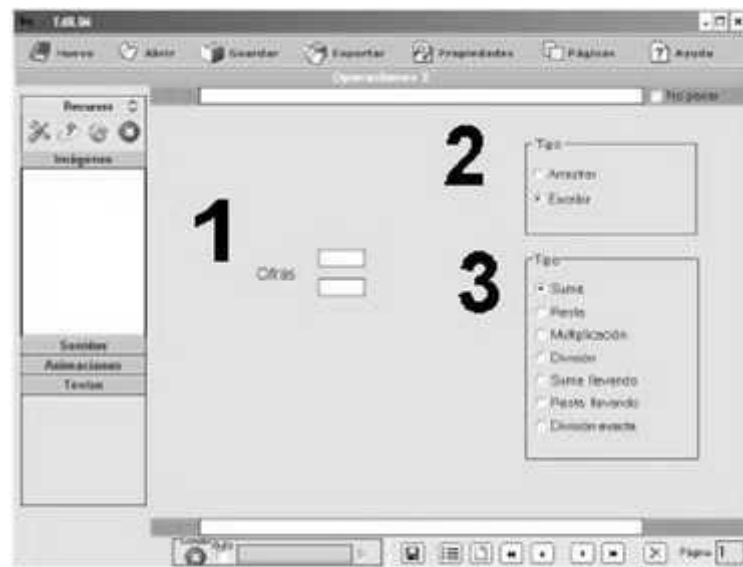 EdiLIM
Nuevo Abrir Guardar Exportar Propiedades Páginas Ayuda
Operaciones 2
No pasar
Recursos
Imágenes
Sonidos
Animaciones
Textos
1
Cifras
2
Tipo
Arrastrar
Escribir
3
Tipo
Suma
Resta
Multiplicación
División
Suma llevando
Resta llevando
División exacta
Página 1